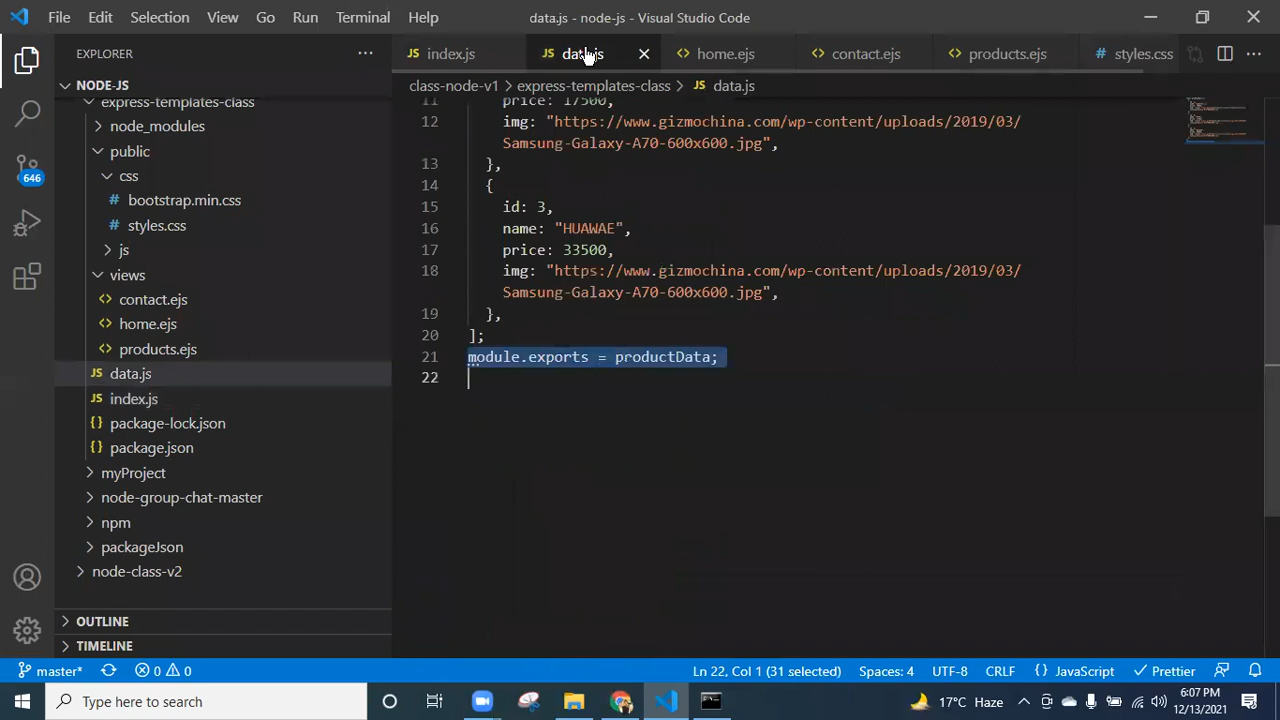 File Edit Selection View Go Run Terminal Help data.js - node-js - Visual Studio Code
EXPLORER
index.js data.js home.ejs contact.ejs products.ejs styles.css
NODE-JS
class-node-v1 > express-templates-class > JS data.js
express-templates-class
node_modules
public
css
bootstrap.min.css
styles.css
js
views
contact.ejs
home.ejs
products.ejs
data.js
index.js
package-lock.json
package.json
myProject
node-group-chat-master
npm
packageJson
node-class-v2
OUTLINE
TIMELINE
11 price: 17500,
12 img: "https://www.gizmochina.com/wp-content/uploads/2019/03/
Samsung-Galaxy-A70-600x600.jpg",
13 },
14 {
15 id: 3,
16 name: "HUAWAE",
17 price: 33500,
18 img: "https://www.gizmochina.com/wp-content/uploads/2019/03/
Samsung-Galaxy-A70-600x600.jpg",
19 },
20 ];
21 module.exports = productData;
22
646
master* 0 0 Ln 22, Col 1 (31 selected) Spaces: 4 UTF-8 CRLF {} JavaScript Prettier
Type here to search 17°C Haze 6:07 PM
12/13/2021